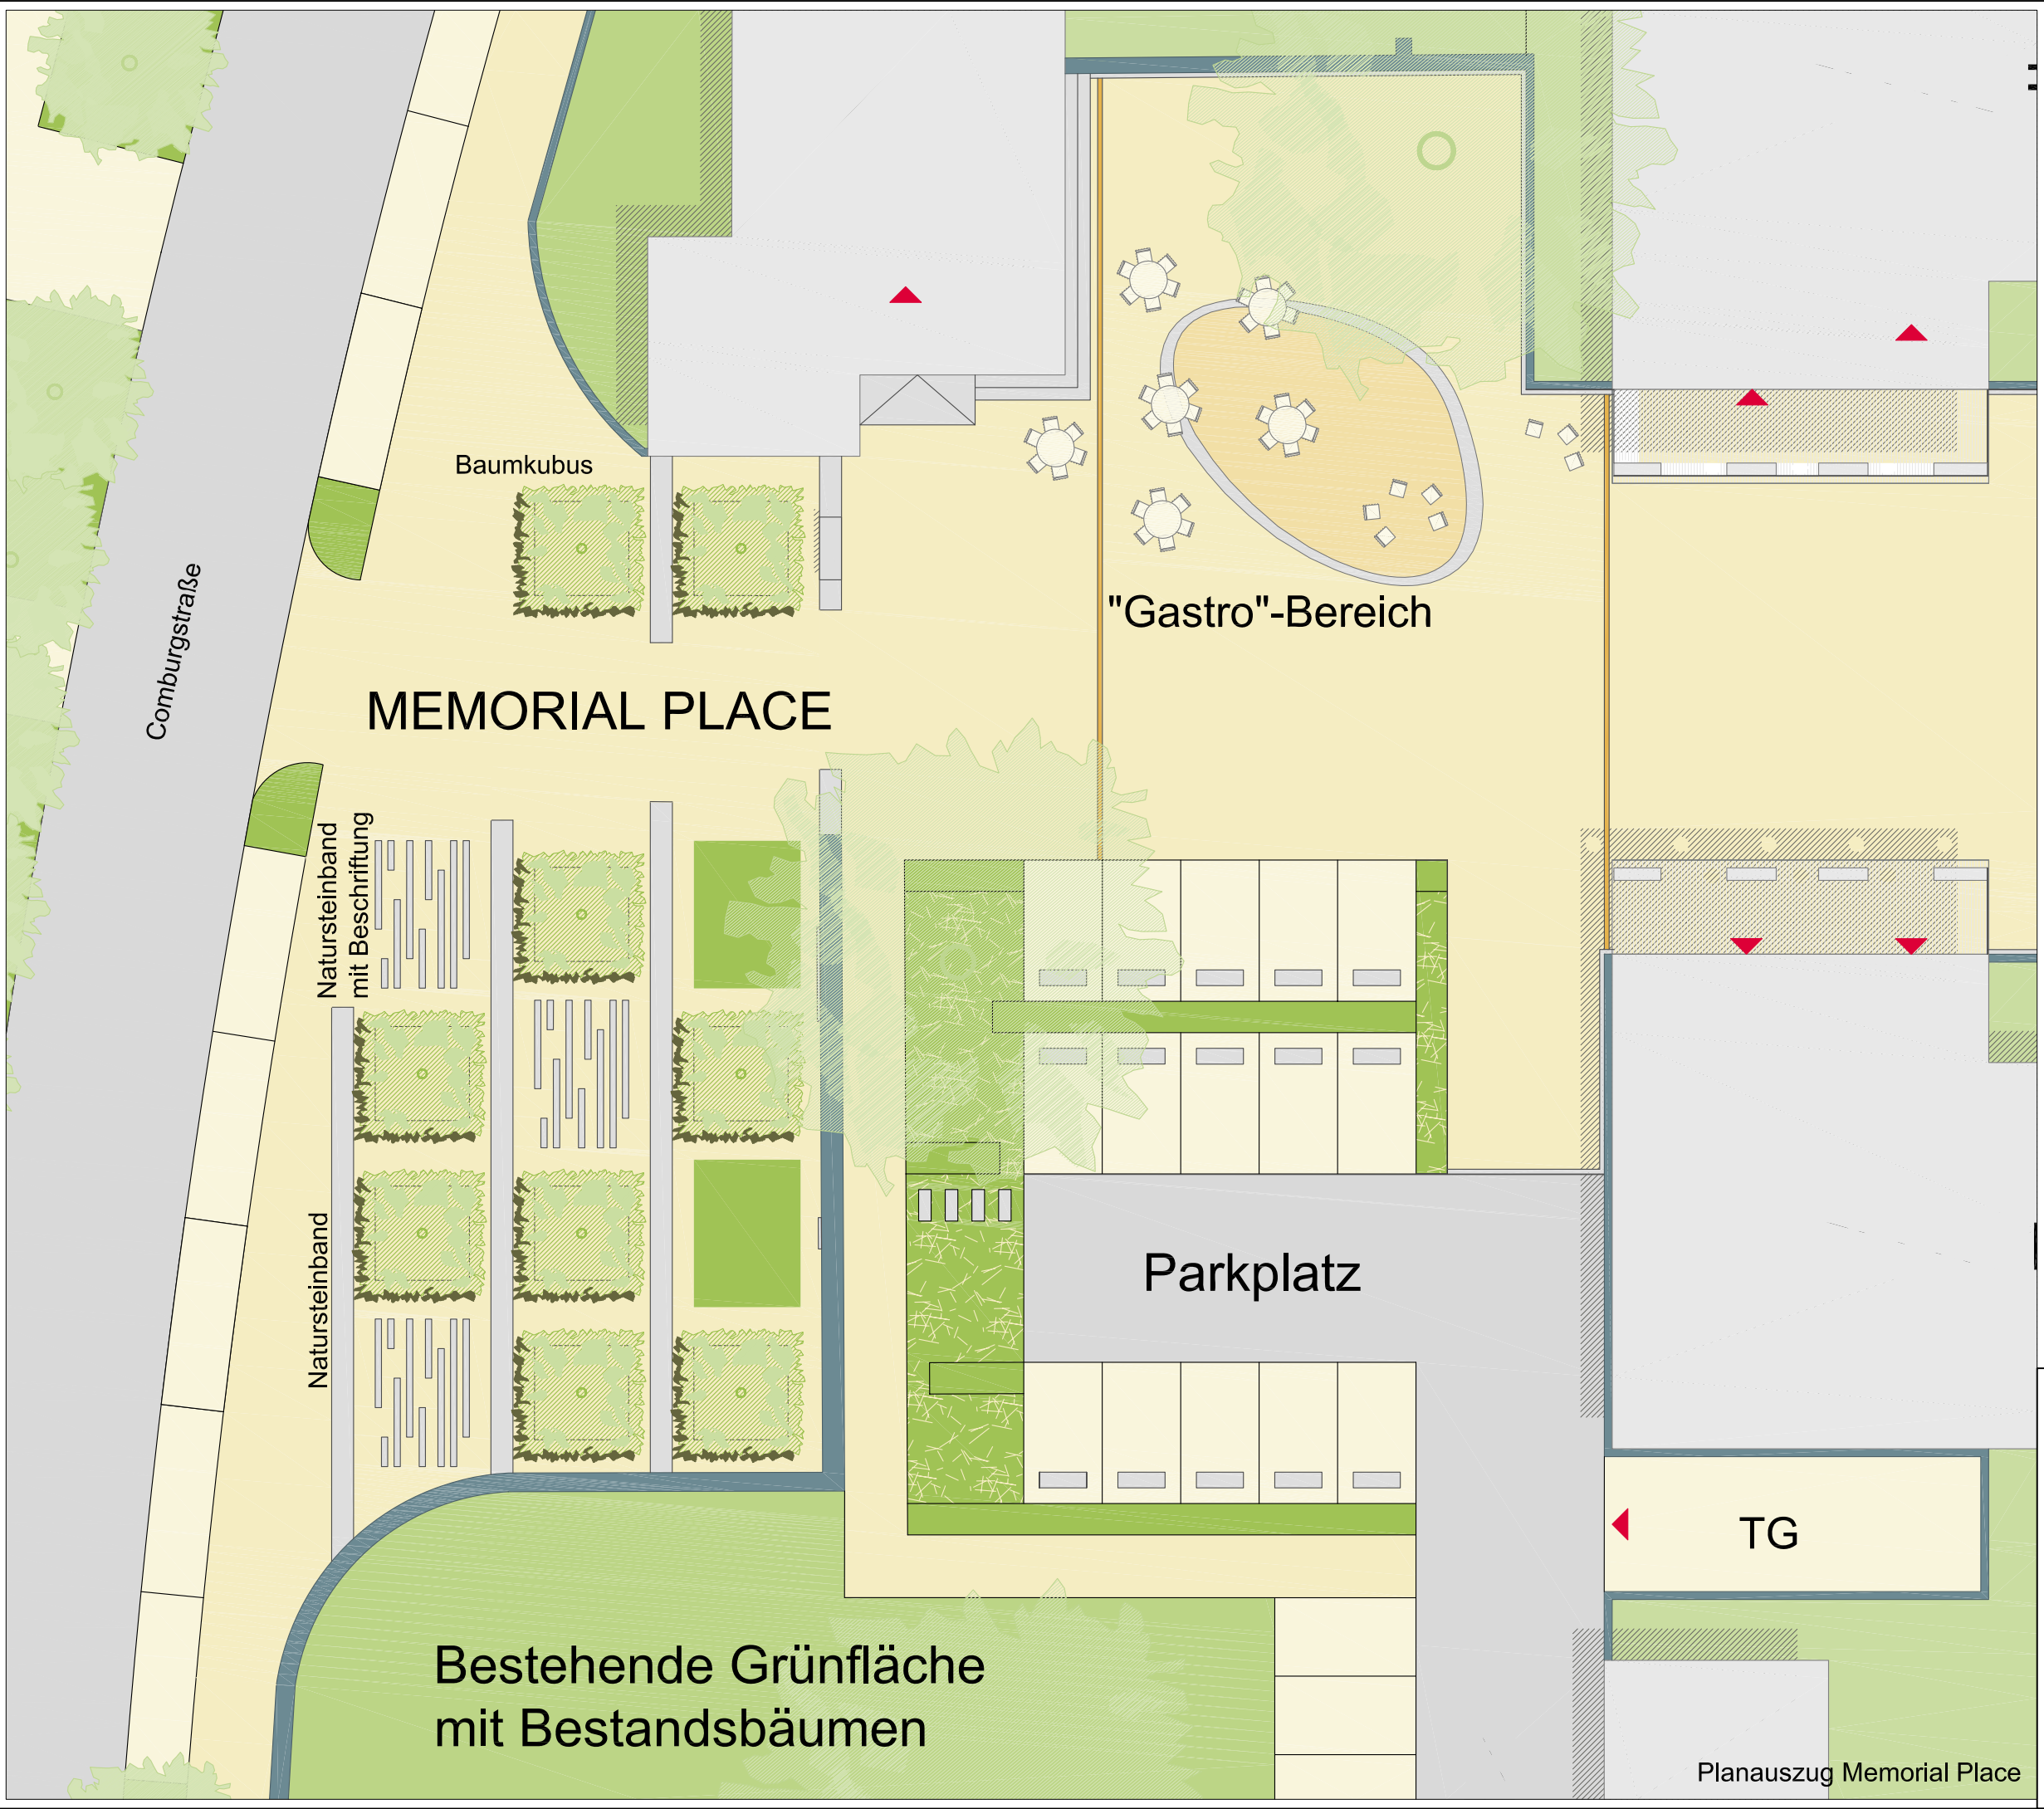 Baumkubus
Comburgstraße
"Gastro"-Bereich
MEMORIAL PLACE
Natursteinband
mit Beschriftung
Natursteinband
Parkplatz
TG
Bestehende Grünfläche
mit Bestandsbäumen
Planauszug Memorial Place